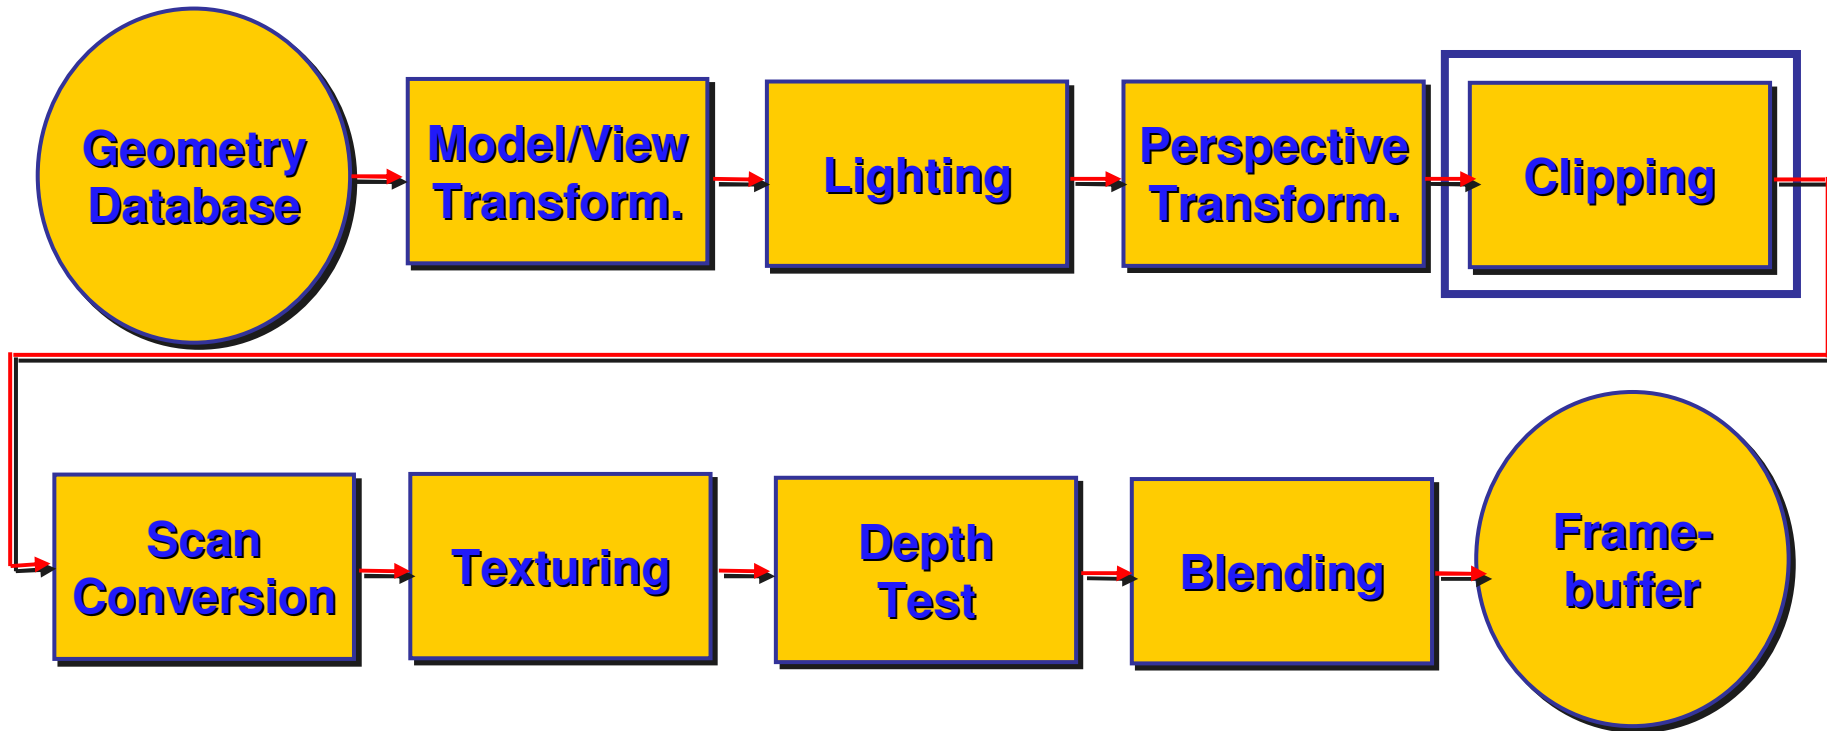 Geometry
Database
Model/View
Transform.
Lighting
Perspective
Transform.
Clipping
Scan
Conversion
Texturing
Depth
Test
Blending
Frame-
buffer